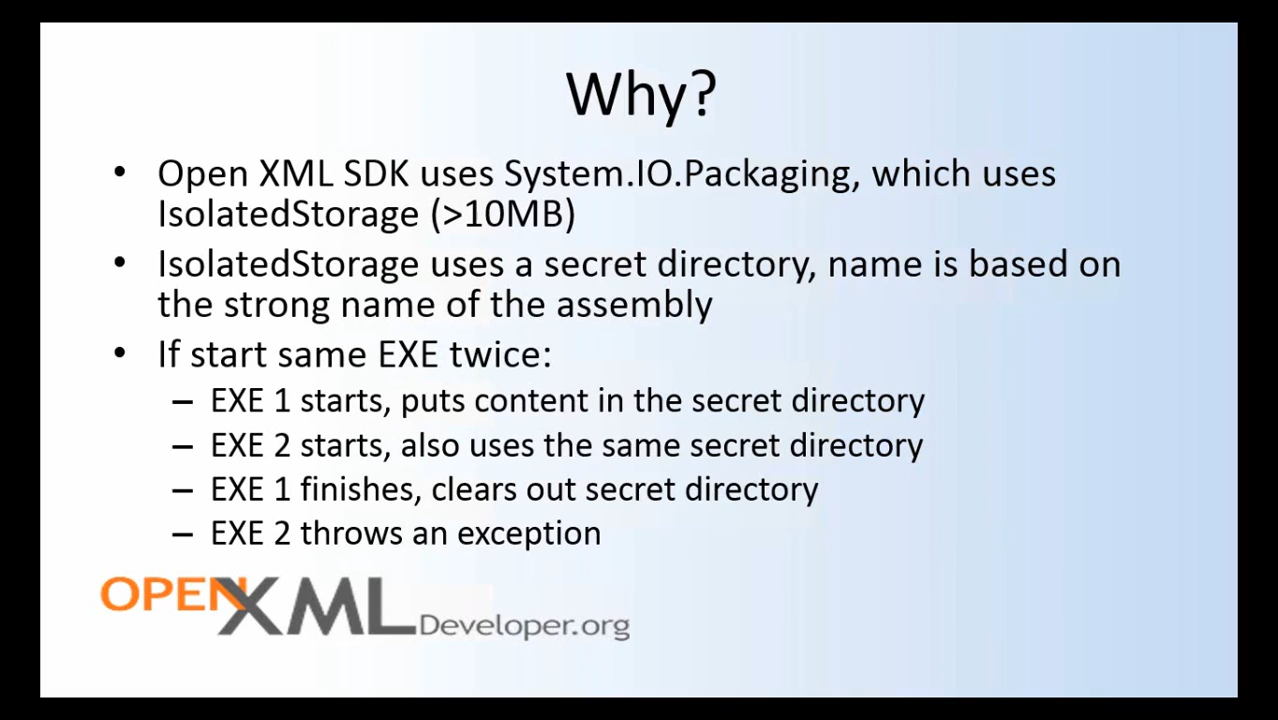 Why?
• Open XML SDK uses System.IO.Packaging, which uses
IsolatedStorage (>10MB)
• IsolatedStorage uses a secret directory, name is based on
the strong name of the assembly
• If start same EXE twice:
– EXE 1 starts, puts content in the secret directory
– EXE 2 starts, also uses the same secret directory
– EXE 1 finishes, clears out secret directory
– EXE 2 throws an exception
OPENXMLDeveloper.org